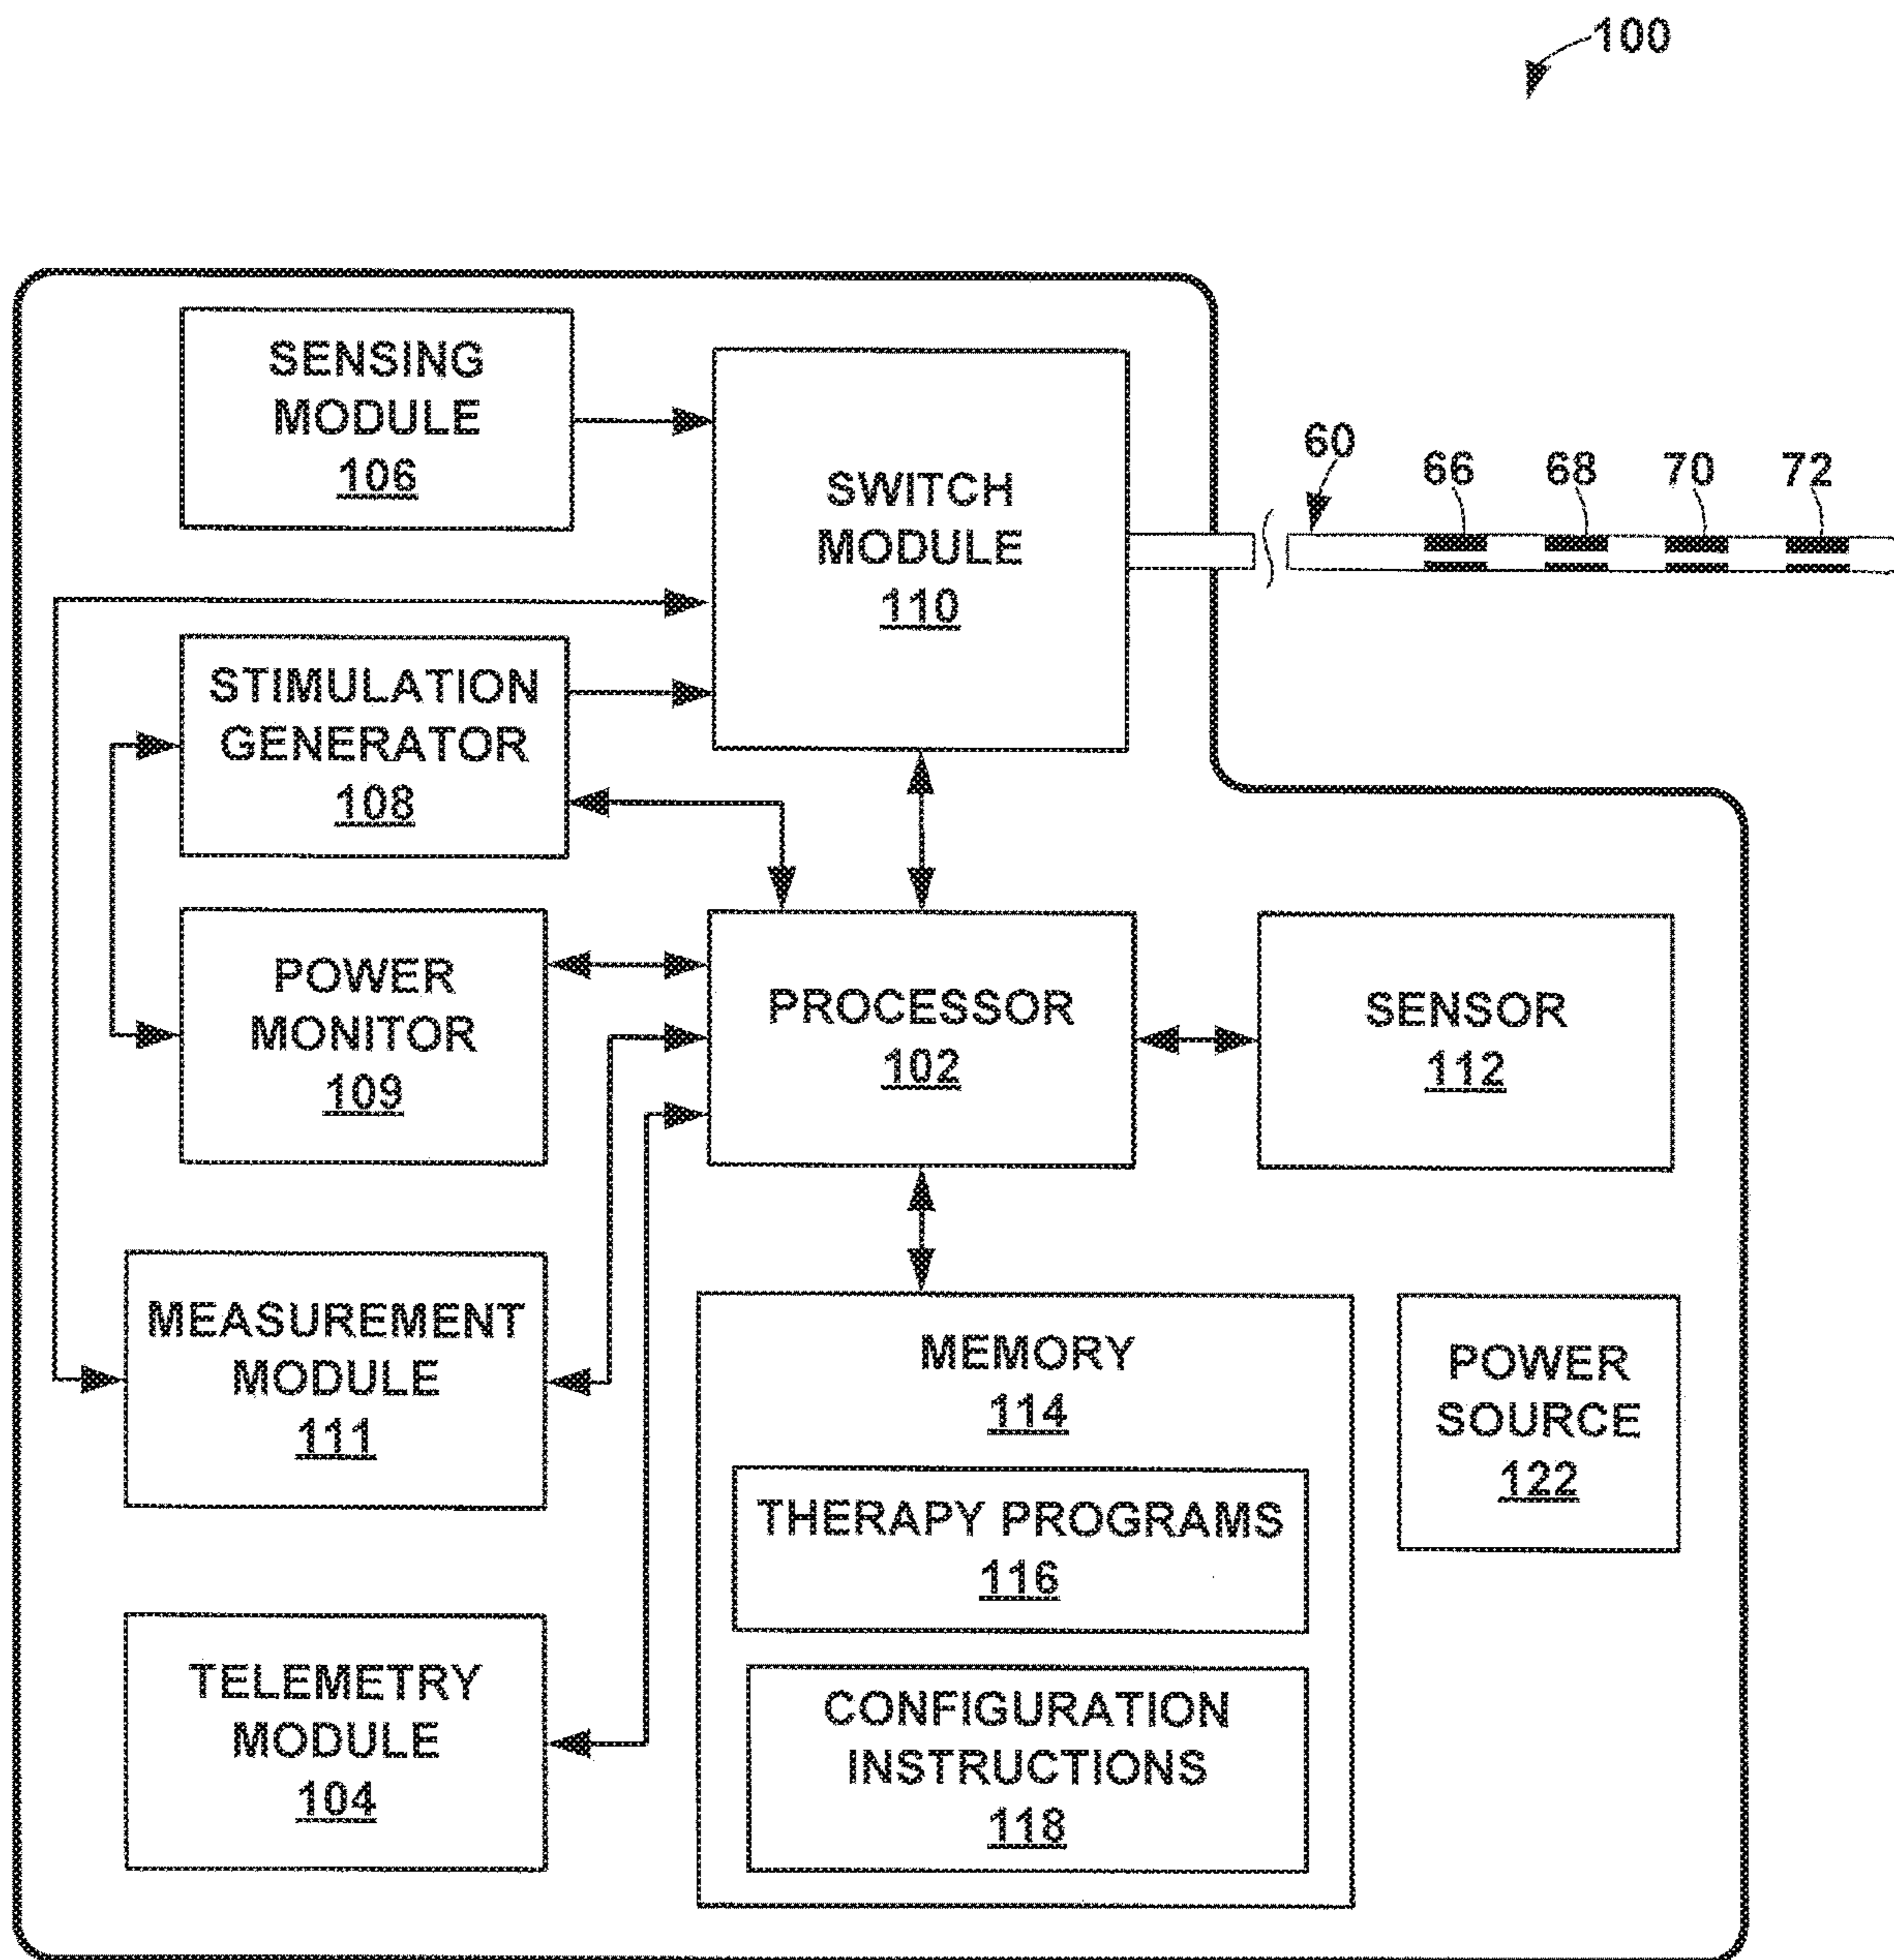 100
SENSING
MODULE
106
SWITCH
MODULE
110
60
66
68
70
72
STIMULATION
GENERATOR
108
POWER
MONITOR
109
PROCESSOR
102
SENSOR
112
MEASUREMENT
MODULE
111
MEMORY
114
POWER
SOURCE
122
THERAPY PROGRAMS
116
TELEMETRY
MODULE
104
CONFIGURATION
INSTRUCTIONS
118